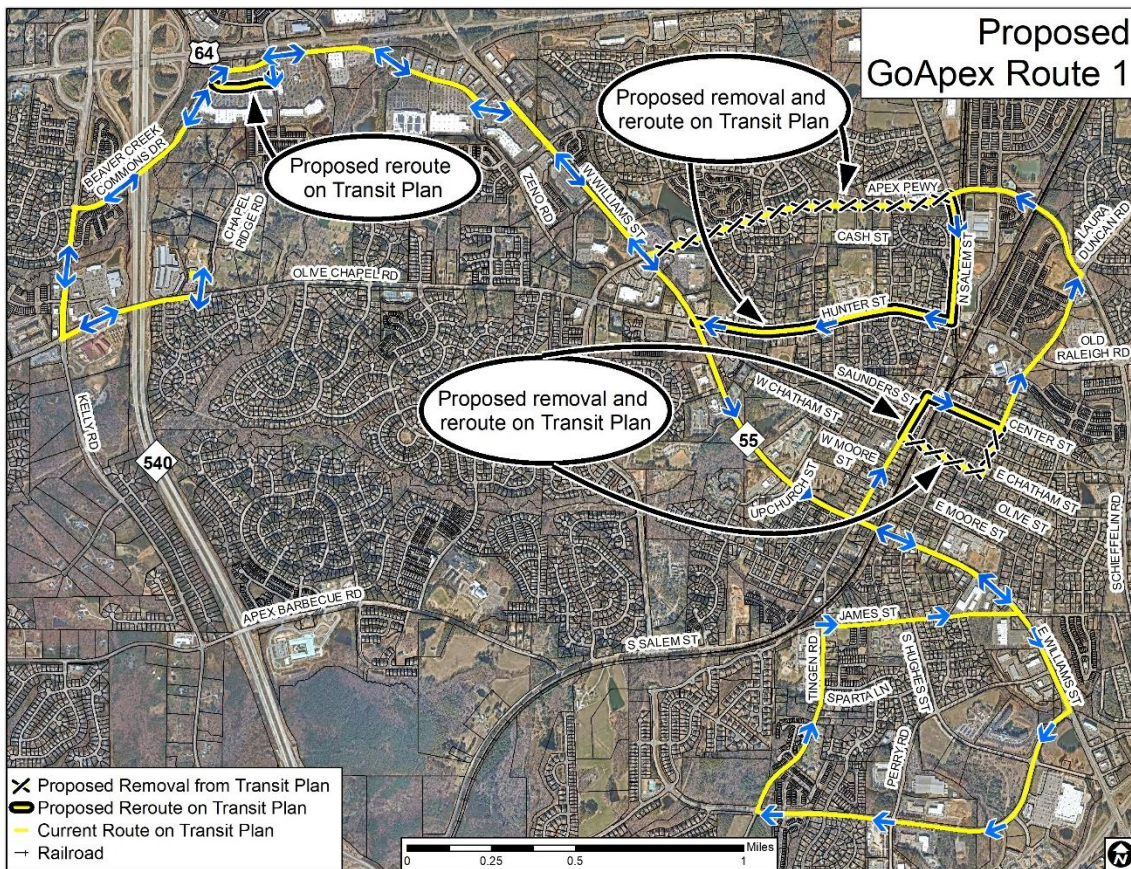 Proposed
GoApex Route 1
64
Proposed removal and
reroute on Transit Plan
Proposed reroute
on Transit Plan
BEAVER CREEK
COMMONS DR
CHAPEL
RIDGE RD
ZENO RD
W WILLIAMS ST
APEX PEWY
CASH ST
N SALEM ST
LAURA
DUNCAN RD
OLIVE CHAPEL RD
HUNTER ST
OLD
RALEIGH RD
Proposed removal and
reroute on Transit Plan
SAUNDERS ST
W CHATHAM ST
CENTER ST
KELLY RD
540
55
W MOORE
ST
UPCHURCH ST
E CHATHAM ST
OLIVE ST
E MOORE ST
SCHIEFFELIN RD
APEX BARBECUE RD
S SALEM ST
JAMES ST
TINGEN RD
S HUGHES ST
E WILLIAMS ST
SPARTA LN
PERRY RD
Proposed Removal from Transit Plan
Proposed Reroute on Transit Plan
Current Route on Transit Plan
Railroad
Miles
0 0.25 0.5 1
N